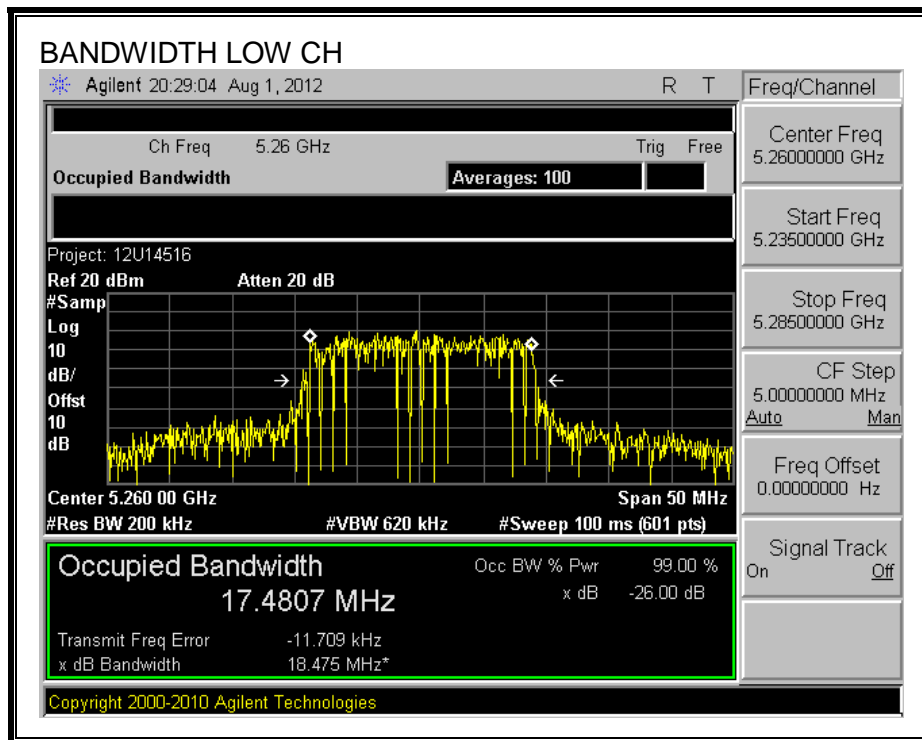 BANDWIDTH LOW CH
Agilent 20:29:04 Aug 1, 2012 R T
Freq/Channel
Ch Freq 5.26 GHz Trig Free
Occupied Bandwidth Averages: 100
Project: 12U14516
Ref 20 dBm Atten 20 dB
#Samp
Log
10
dB/
Offst
10
dB
Center 5.260 00 GHz Span 50 MHz
#Res BW 200 kHz #VBW 620 kHz #Sweep 100 ms (601 pts)
Occupied Bandwidth
17.4807 MHz
Occ BW % Pwr 99.00 %
x dB -26.00 dB
Transmit Freq Error -11.709 kHz
x dB Bandwidth 18.475 MHz*
Copyright 2000-2010 Agilent Technologies
Center Freq
5.26000000 GHz
Start Freq
5.23500000 GHz
Stop Freq
5.28500000 GHz
CF Step
5.00000000 MHz
Auto Man
Freq Offset
0.00000000 Hz
Signal Track
On Off